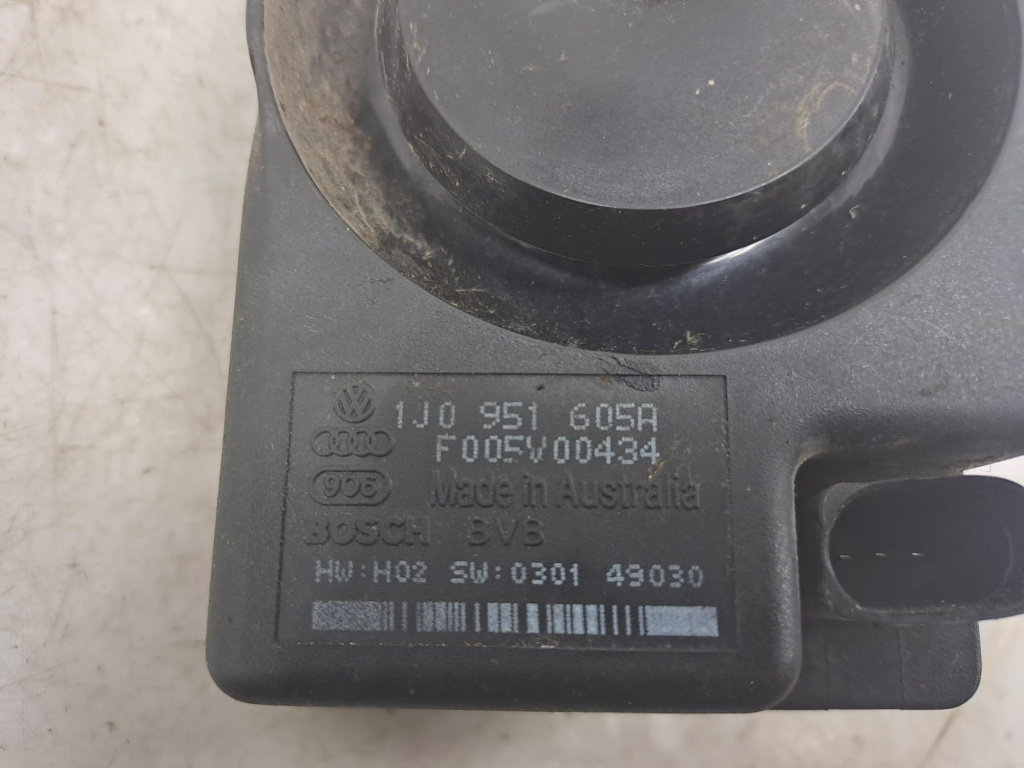 1J0 951 605A
F005V00434
906 Made in Australia
BOSCH BVB
HW:H02 SW:0301 49030